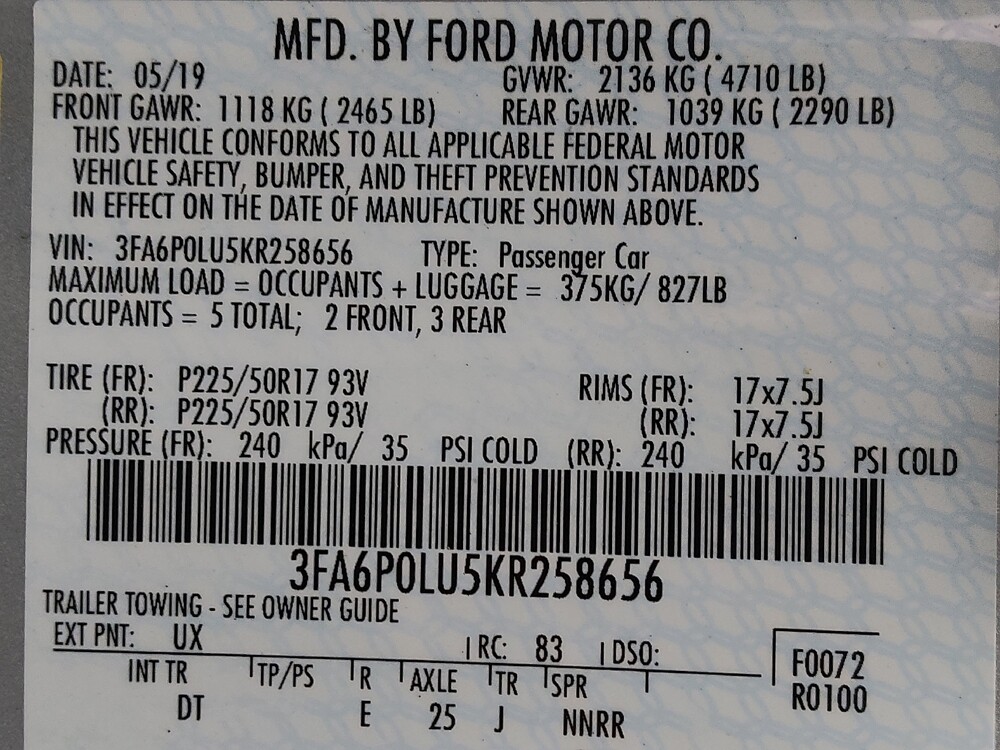 MFD. BY FORD MOTOR CO.
DATE: 05/19 GVWR: 2136 KG ( 4710 LB)
FRONT GAWR: 1118 KG ( 2465 LB) REAR GAWR: 1039 KG ( 2290 LB)
THIS VEHICLE CONFORMS TO ALL APPLICABLE FEDERAL MOTOR
VEHICLE SAFETY, BUMPER, AND THEFT PREVENTION STANDARDS
IN EFFECT ON THE DATE OF MANUFACTURE SHOWN ABOVE.
VIN: 3FA6P0LU5KR258656 TYPE: Passenger Car
MAXIMUM LOAD = OCCUPANTS + LUGGAGE = 375KG/ 827LB
OCCUPANTS = 5 TOTAL; 2 FRONT, 3 REAR
TIRE (FR): P225/50R17 93V RIMS (FR): 17x7.5J
(RR): P225/50R17 93V (RR): 17x7.5J
PRESSURE (FR): 240 kPa/ 35 PSI COLD (RR): 240 kPa/ 35 PSI COLD
3FA6P0LU5KR258656
TRAILER TOWING - SEE OWNER GUIDE
EXT PNT: UX RC: 83 DSO:
F0072
R0100
INT TR TP/PS R AXLE TR SPR
DT E 25 J NNRR